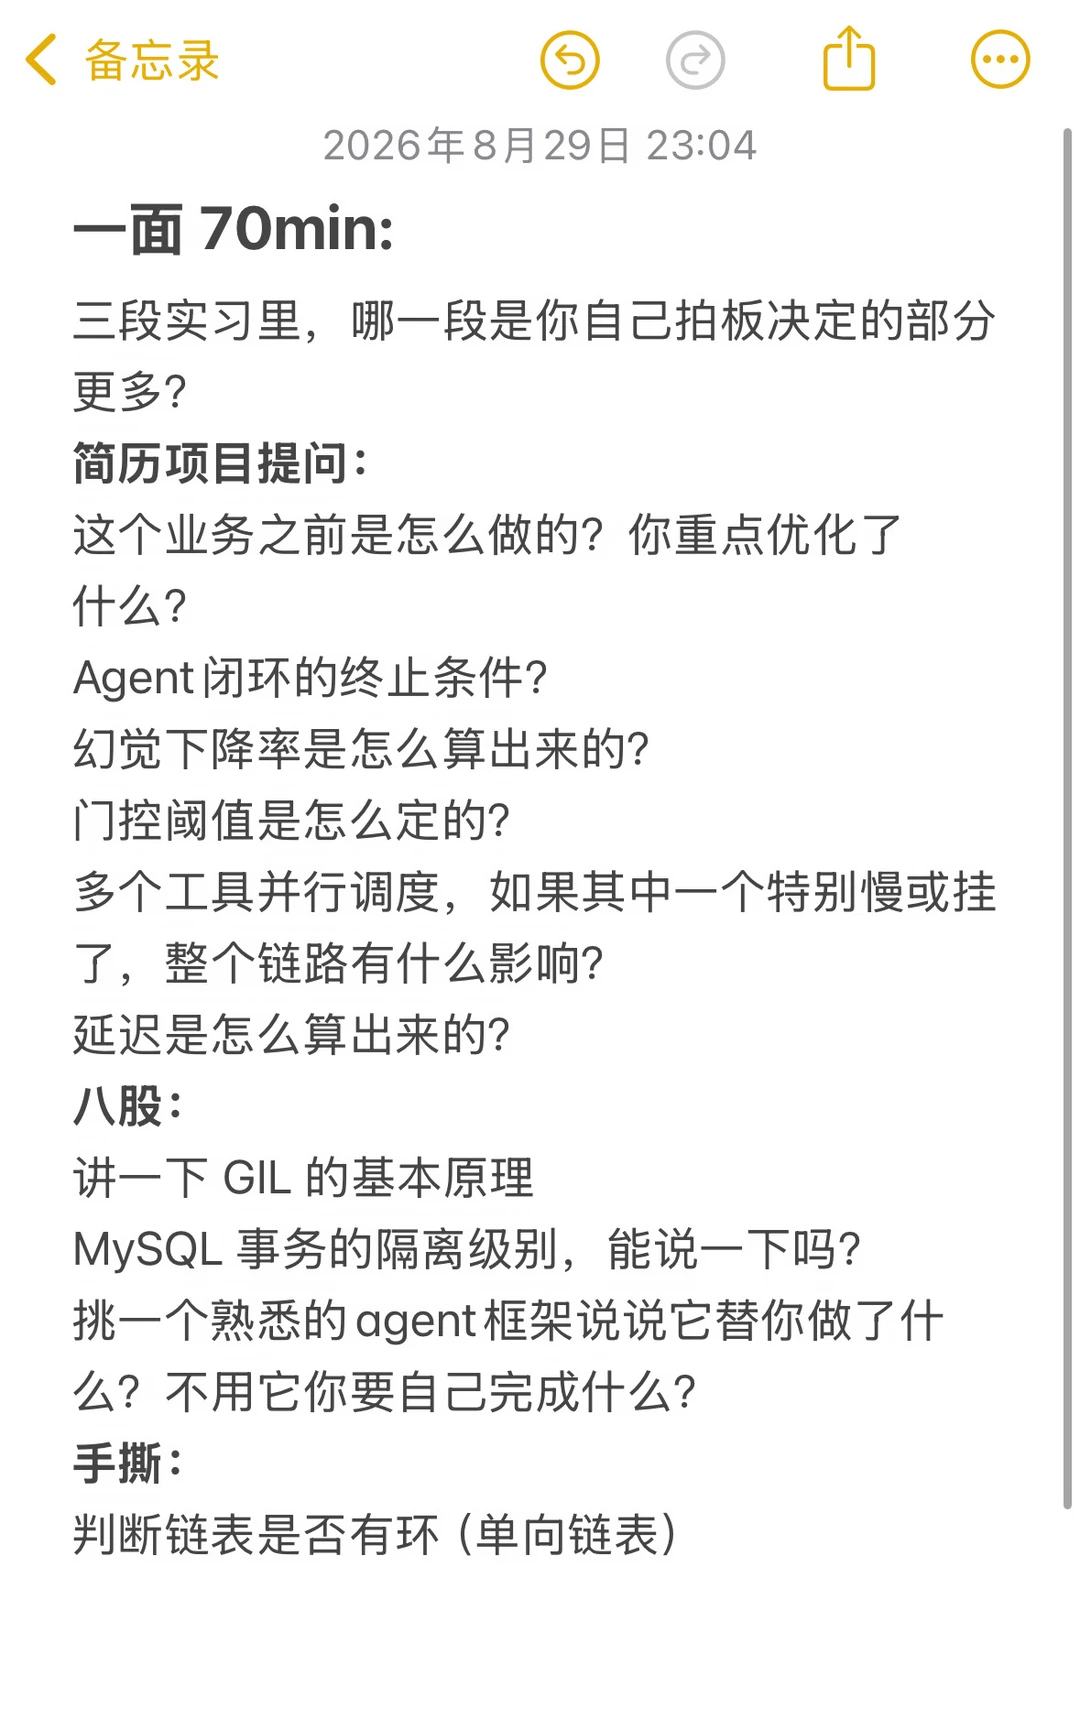 备忘录
2026年8月29日 23:04
一面 70min:
三段实习里，哪一段是你自己拍板决定的部分
更多？
简历项目提问：
这个业务之前是怎么做的？你重点优化了
什么？
Agent闭环的终止条件？
幻觉下降率是怎么算出来的？
门控阈值是怎么定的？
多个工具并行调度，如果其中一个特别慢或挂
了，整个链路有什么影响？
延迟是怎么算出来的？
八股：
讲一下 GIL 的基本原理
MySQL 事务的隔离级别，能说一下吗？
挑一个熟悉的agent框架说说它替你做了什
么？不用它你要自己完成什么？
手撕：
判断链表是否有环（单向链表）